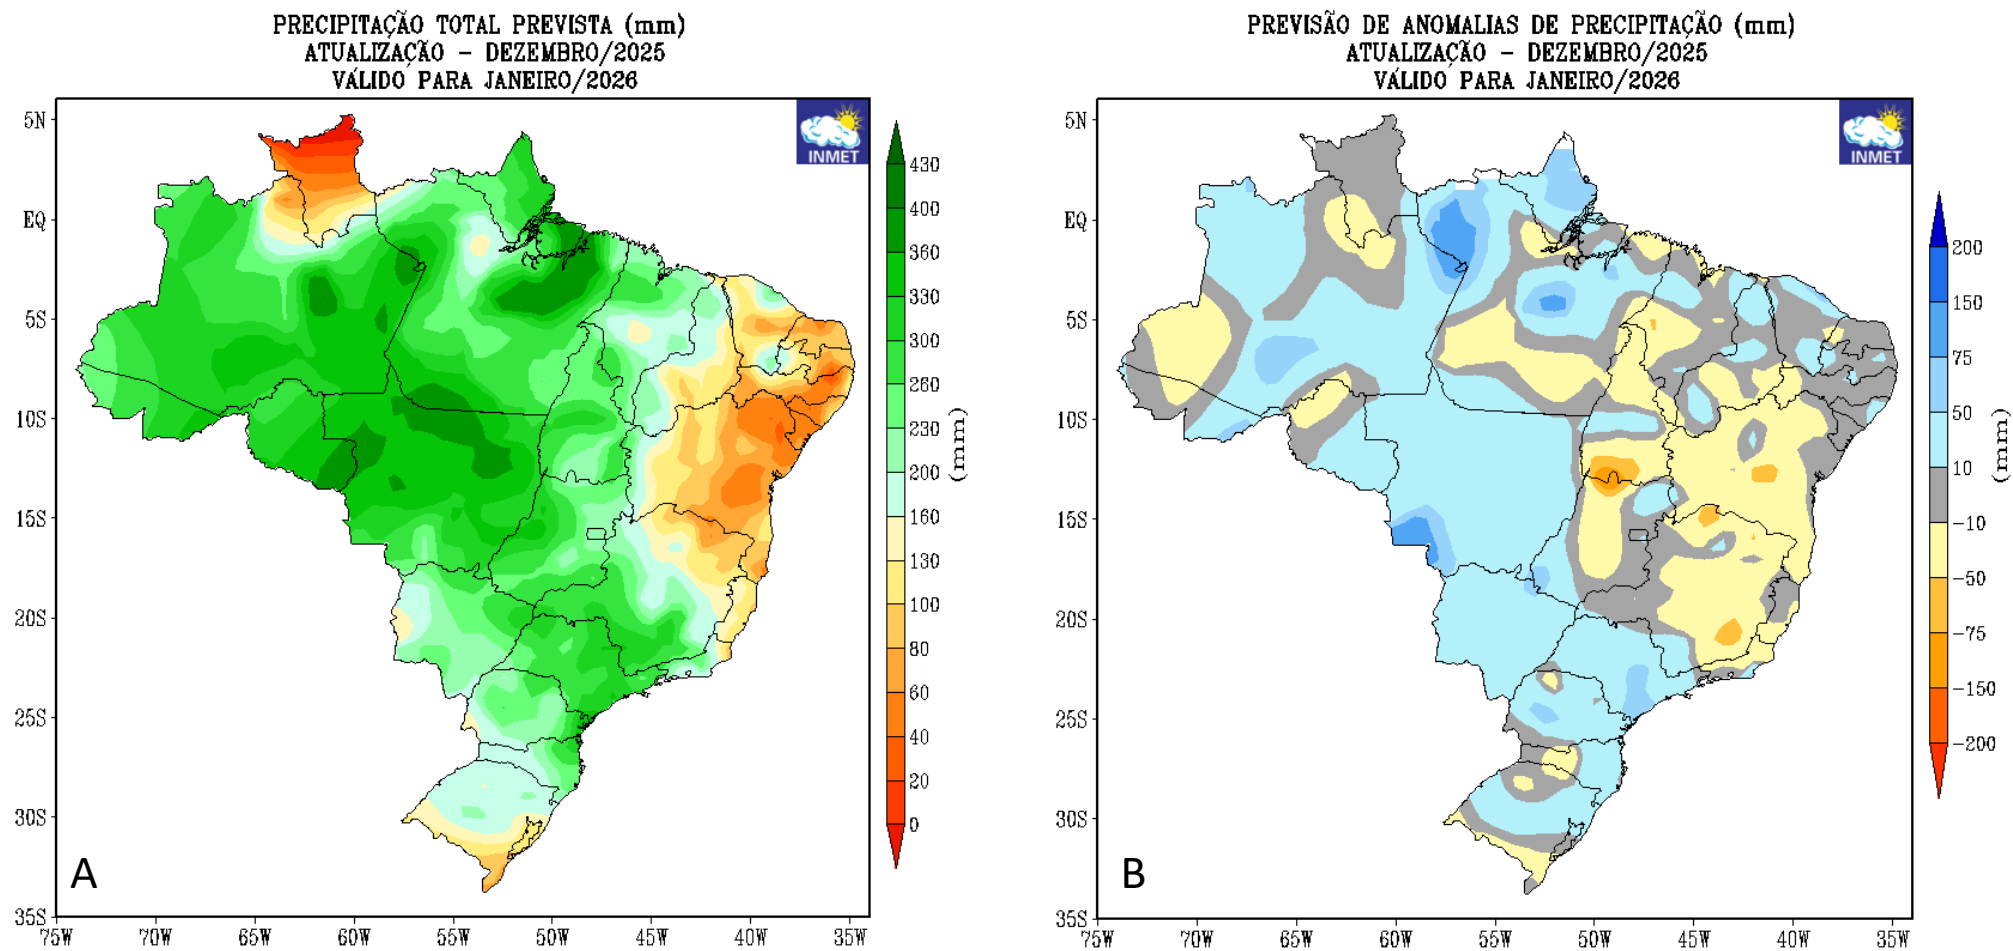 PRECIPITAÇÃO TOTAL PREVISTA (mm)
ATUALIZAÇÃO - DEZEMBRO/2025
VÁLIDO PARA JANEIRO/2026
INMET
5N
EQ
5S
10S
15S
20S
25S
30S
35S
75W 70W 65W 60W 55W 50W 45W 40W 35W
430
400
360
330
300
260
230
200
160
130
100
80
60
40
20
0
(mm)
A
PREVISÃO DE ANOMALIAS DE PRECIPITAÇÃO (mm)
ATUALIZAÇÃO - DEZEMBRO/2025
VÁLIDO PARA JANEIRO/2026
INMET
5N
EQ
5S
10S
15S
20S
25S
30S
35S
75W 70W 65W 60W 55W 50W 45W 40W 35W
200
150
75
50
10
-10
-50
-75
-150
-200
(mm)
B